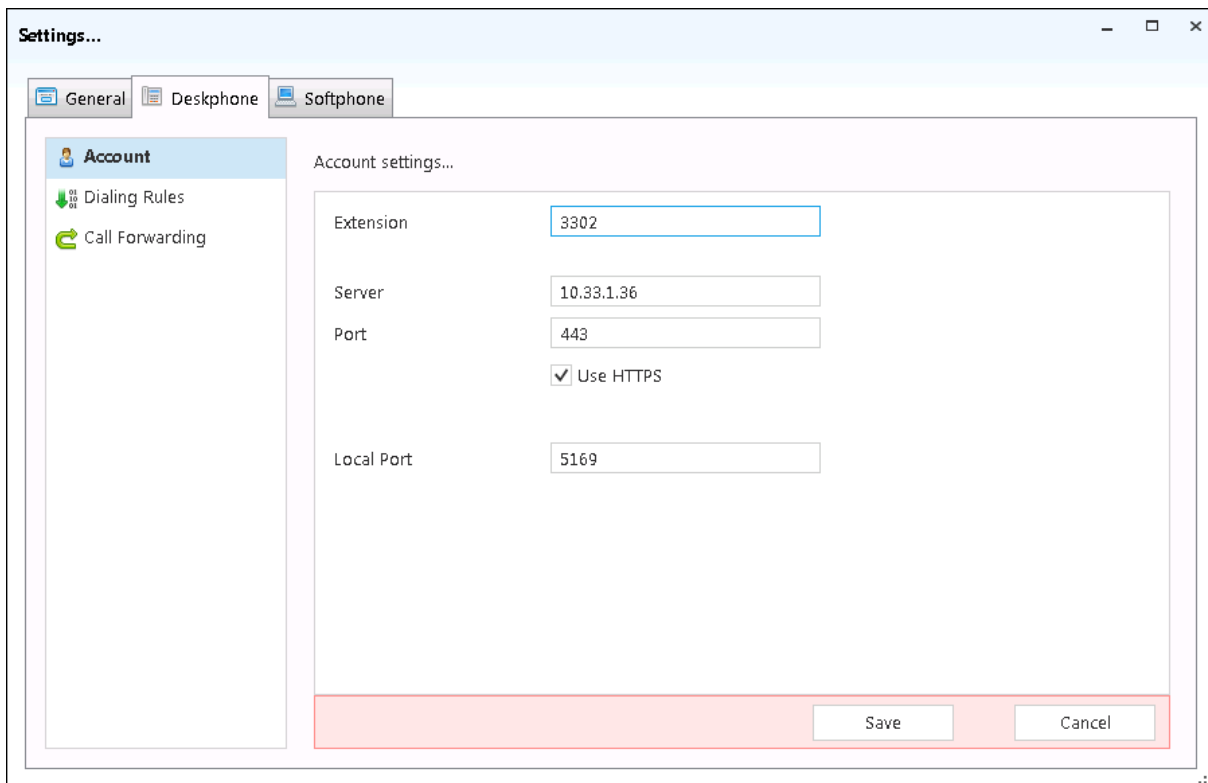 Settings...
General Deskphone Softphone
Account
Account settings...
Dialing Rules
Call Forwarding
Extension 3302
Server 10.33.1.36
Port 443
Use HTTPS
Local Port 5169
Save Cancel